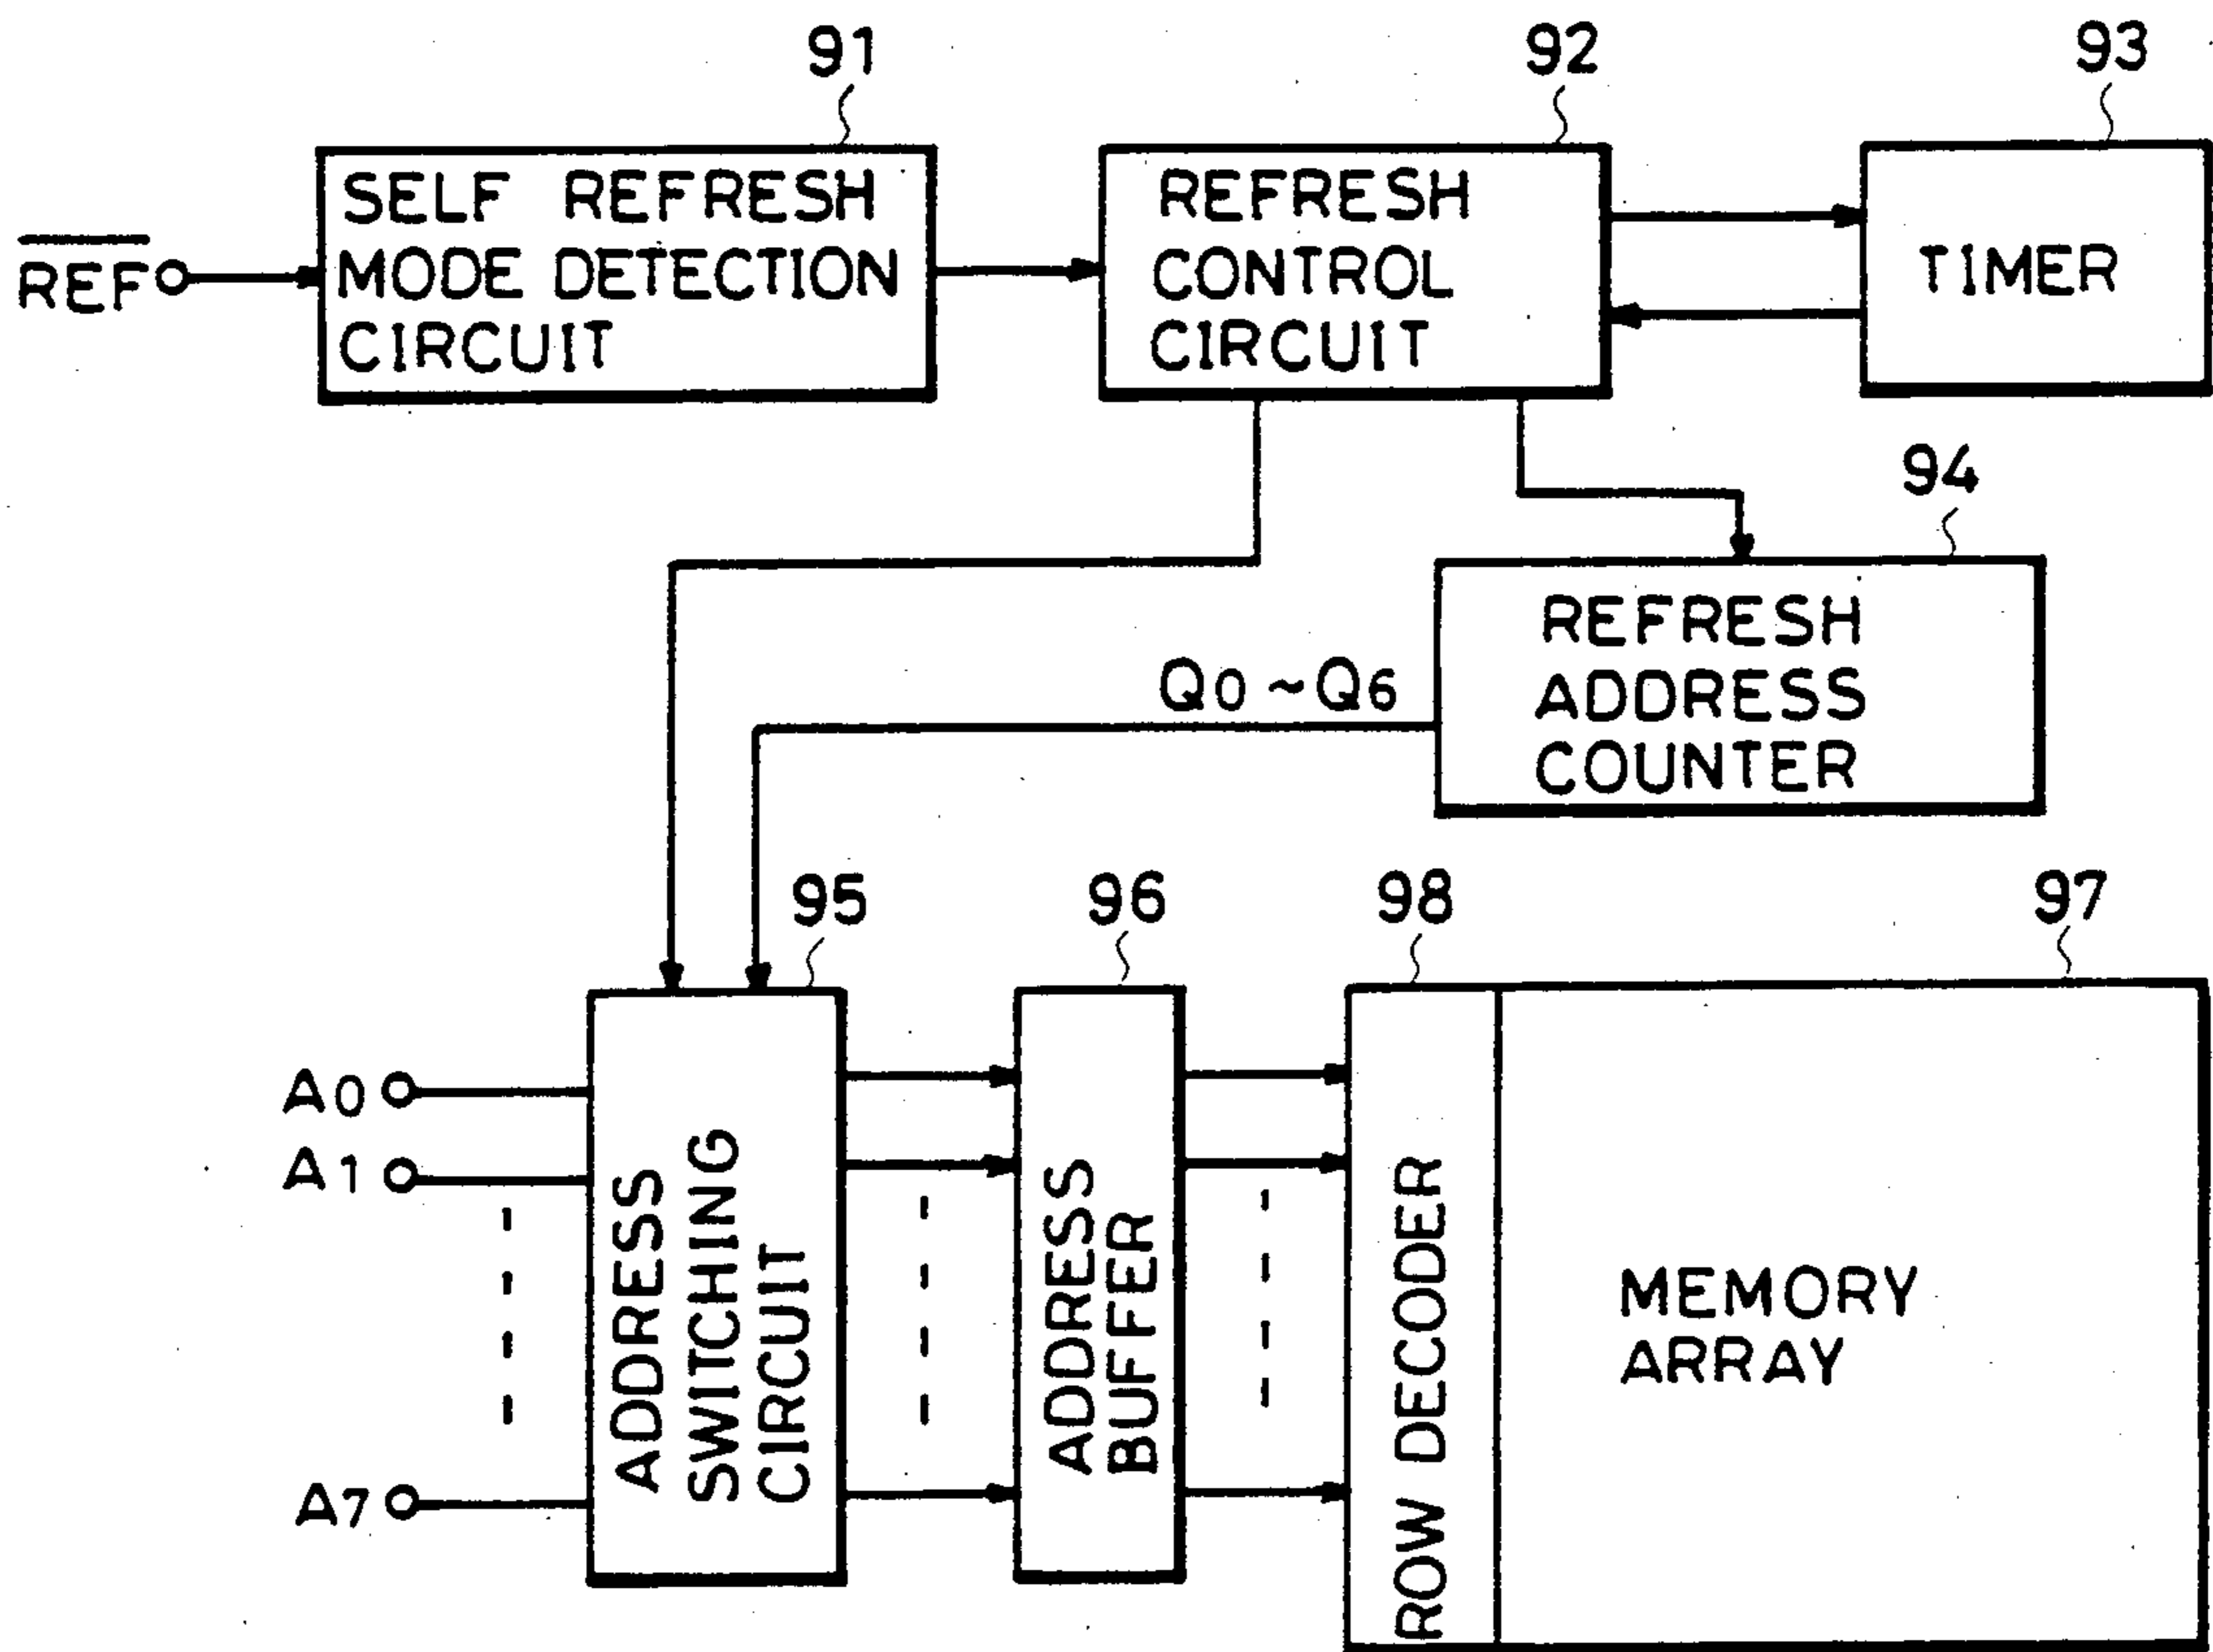 91
92
93
SELF REFRESH
MODE DETECTION
CIRCUIT
REFRESH
CONTROL
CIRCUIT
TIMER
REF
94
REFRESH
ADDRESS
COUNTER
Q0 ~ Q6
95
96
98
97
A0
A1
A7
ADDRESS
SWITCHING
CIRCUIT
ADDRESS
BUFFER
ROW DECODER
MEMORY
ARRAY